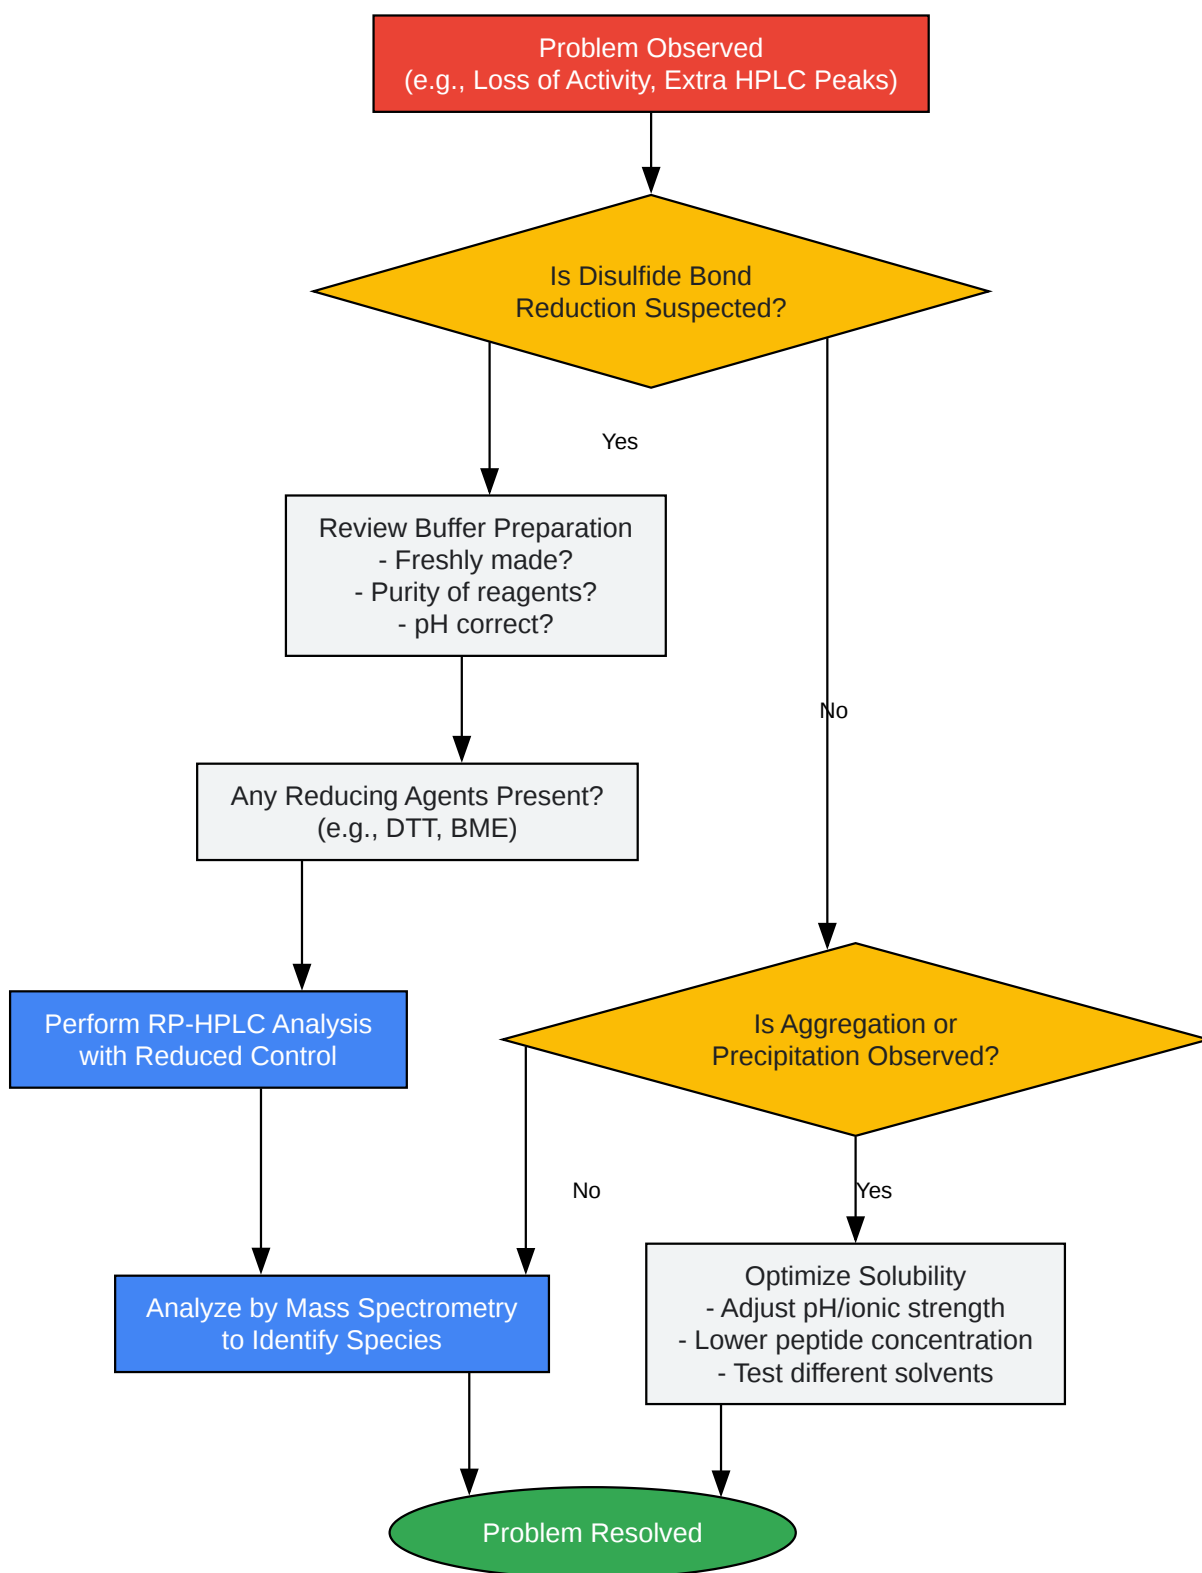 Problem Observed
(e.g., Loss of Activity, Extra HPLC Peaks)
Is Disulfide Bond
Reduction Suspected?
Yes
Review Buffer Preparation
- Freshly made?
- Purity of reagents?
- pH correct?
No
Any Reducing Agents Present?
(e.g., DTT, BME)
Perform RP-HPLC Analysis
with Reduced Control
Is Aggregation or
Precipitation Observed?
No
Yes
Analyze by Mass Spectrometry
to Identify Species
Optimize Solubility
- Adjust pH/ionic strength
- Lower peptide concentration
- Test different solvents
Problem Resolved